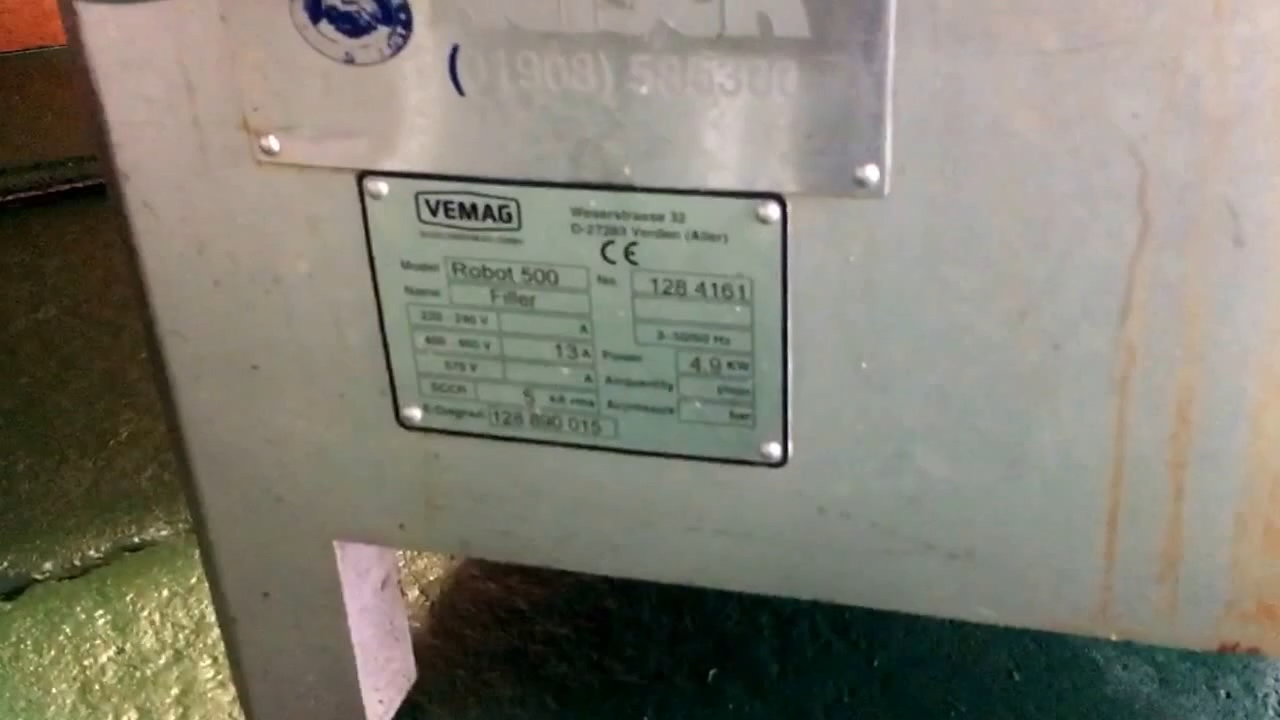 (01908) 585300
VEMAG
Weserstrasse 32
D-27283 Verden (Aller)
CE
Model Robot 500 No. 128 4161
Name Filler
220 - 240 V A 3~50/60 Hz
400 - 460 V 13 A Power 4.9 KW
575 V A Airquantity l/min
SCCR 5 kA rms Airpressure bar
E-Diagram 128 890 015